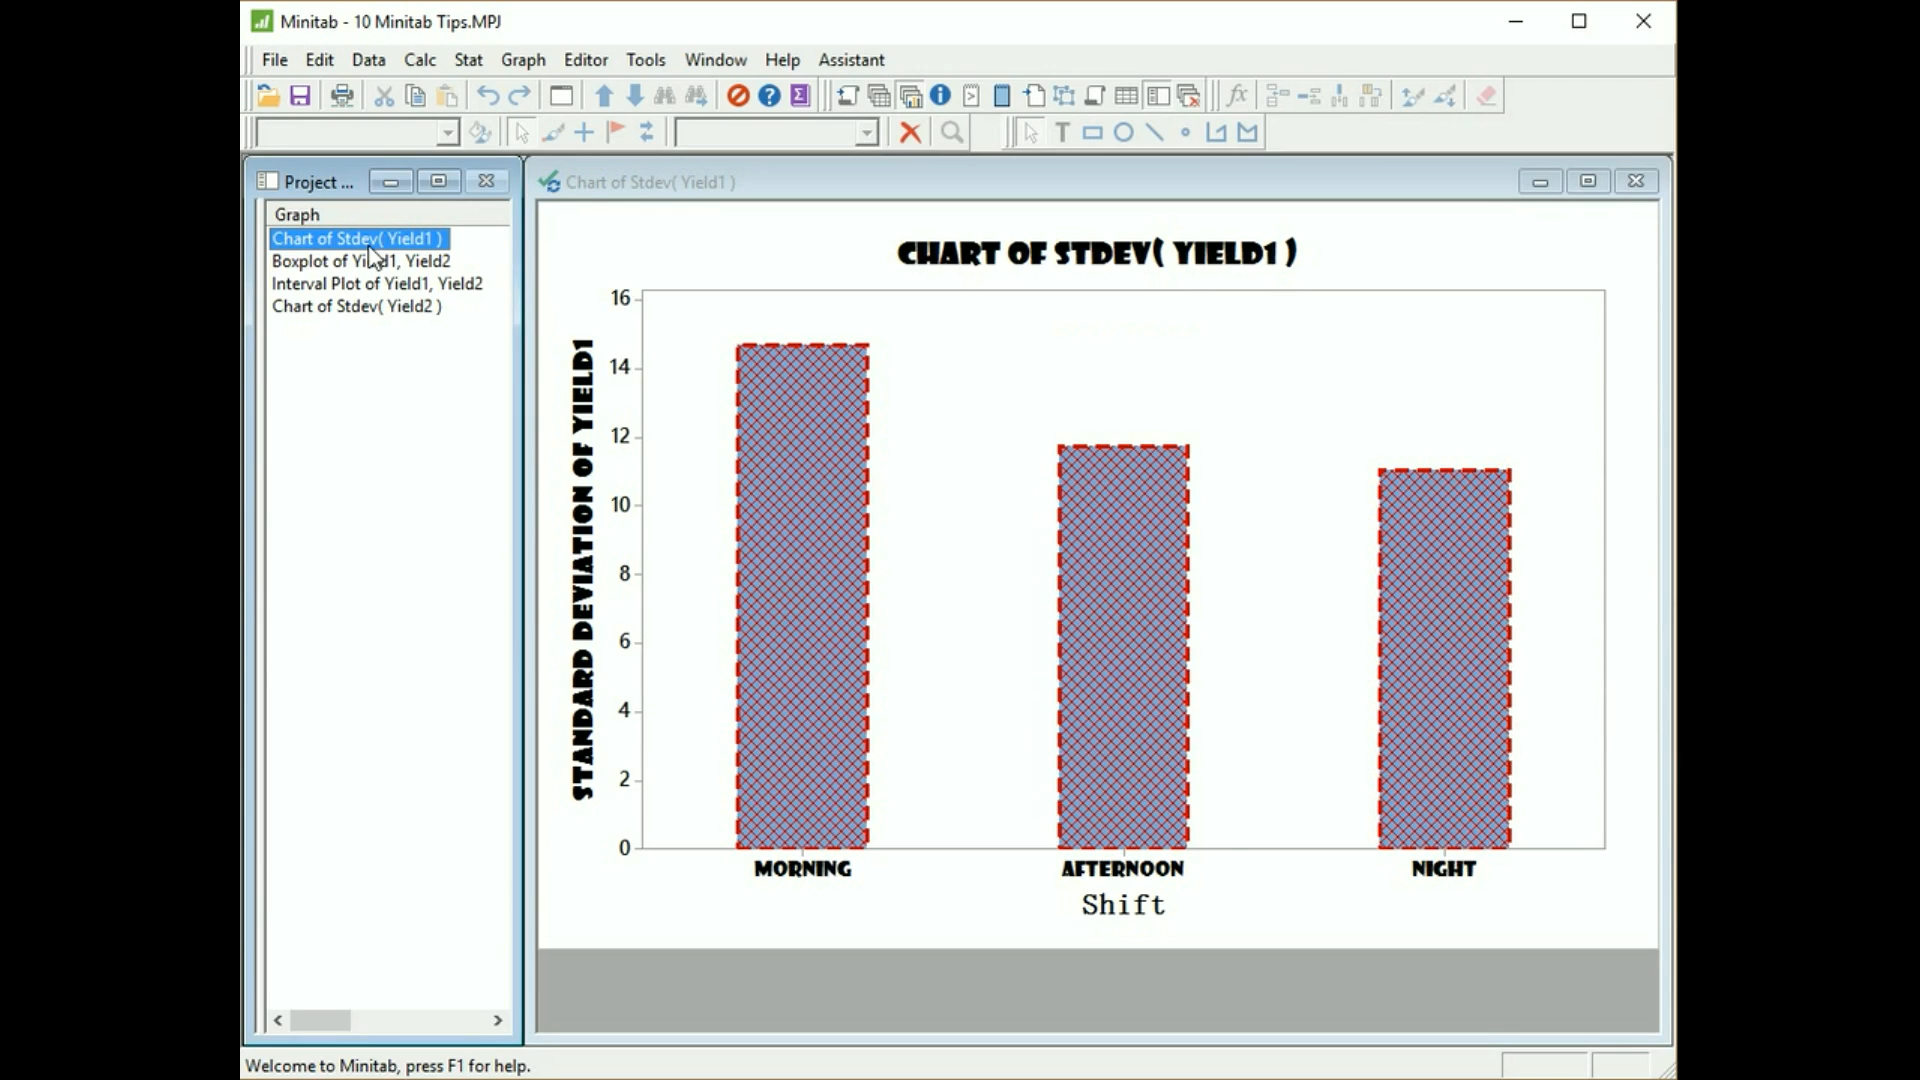 Minitab - 10 Minitab Tips.MPJ
File Edit Data Calc Stat Graph Editor Tools Window Help Assistant
Project ...
Graph
Chart of Stdev( Yield1 )
Boxplot of Yield1, Yield2
Interval Plot of Yield1, Yield2
Chart of Stdev( Yield2 )
Chart of Stdev( Yield1 )
CHART OF STDEV( YIELD1 )
STANDARD DEVIATION OF YIELD1
16
14
12
10
8
6
4
2
0
MORNING AFTERNOON NIGHT
Shift
Welcome to Minitab, press F1 for help.